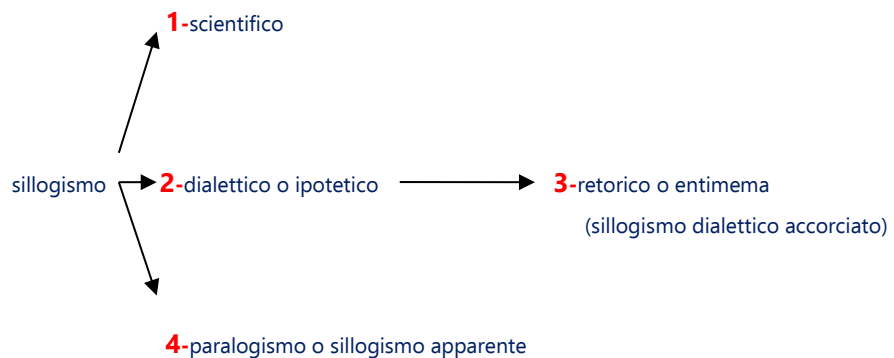 1-scientifico
sillogismo
2-dialettico o ipotetico
3-retorico o entimema
(sillogismo dialettico accorciato)
4-paralogismo o sillogismo apparente